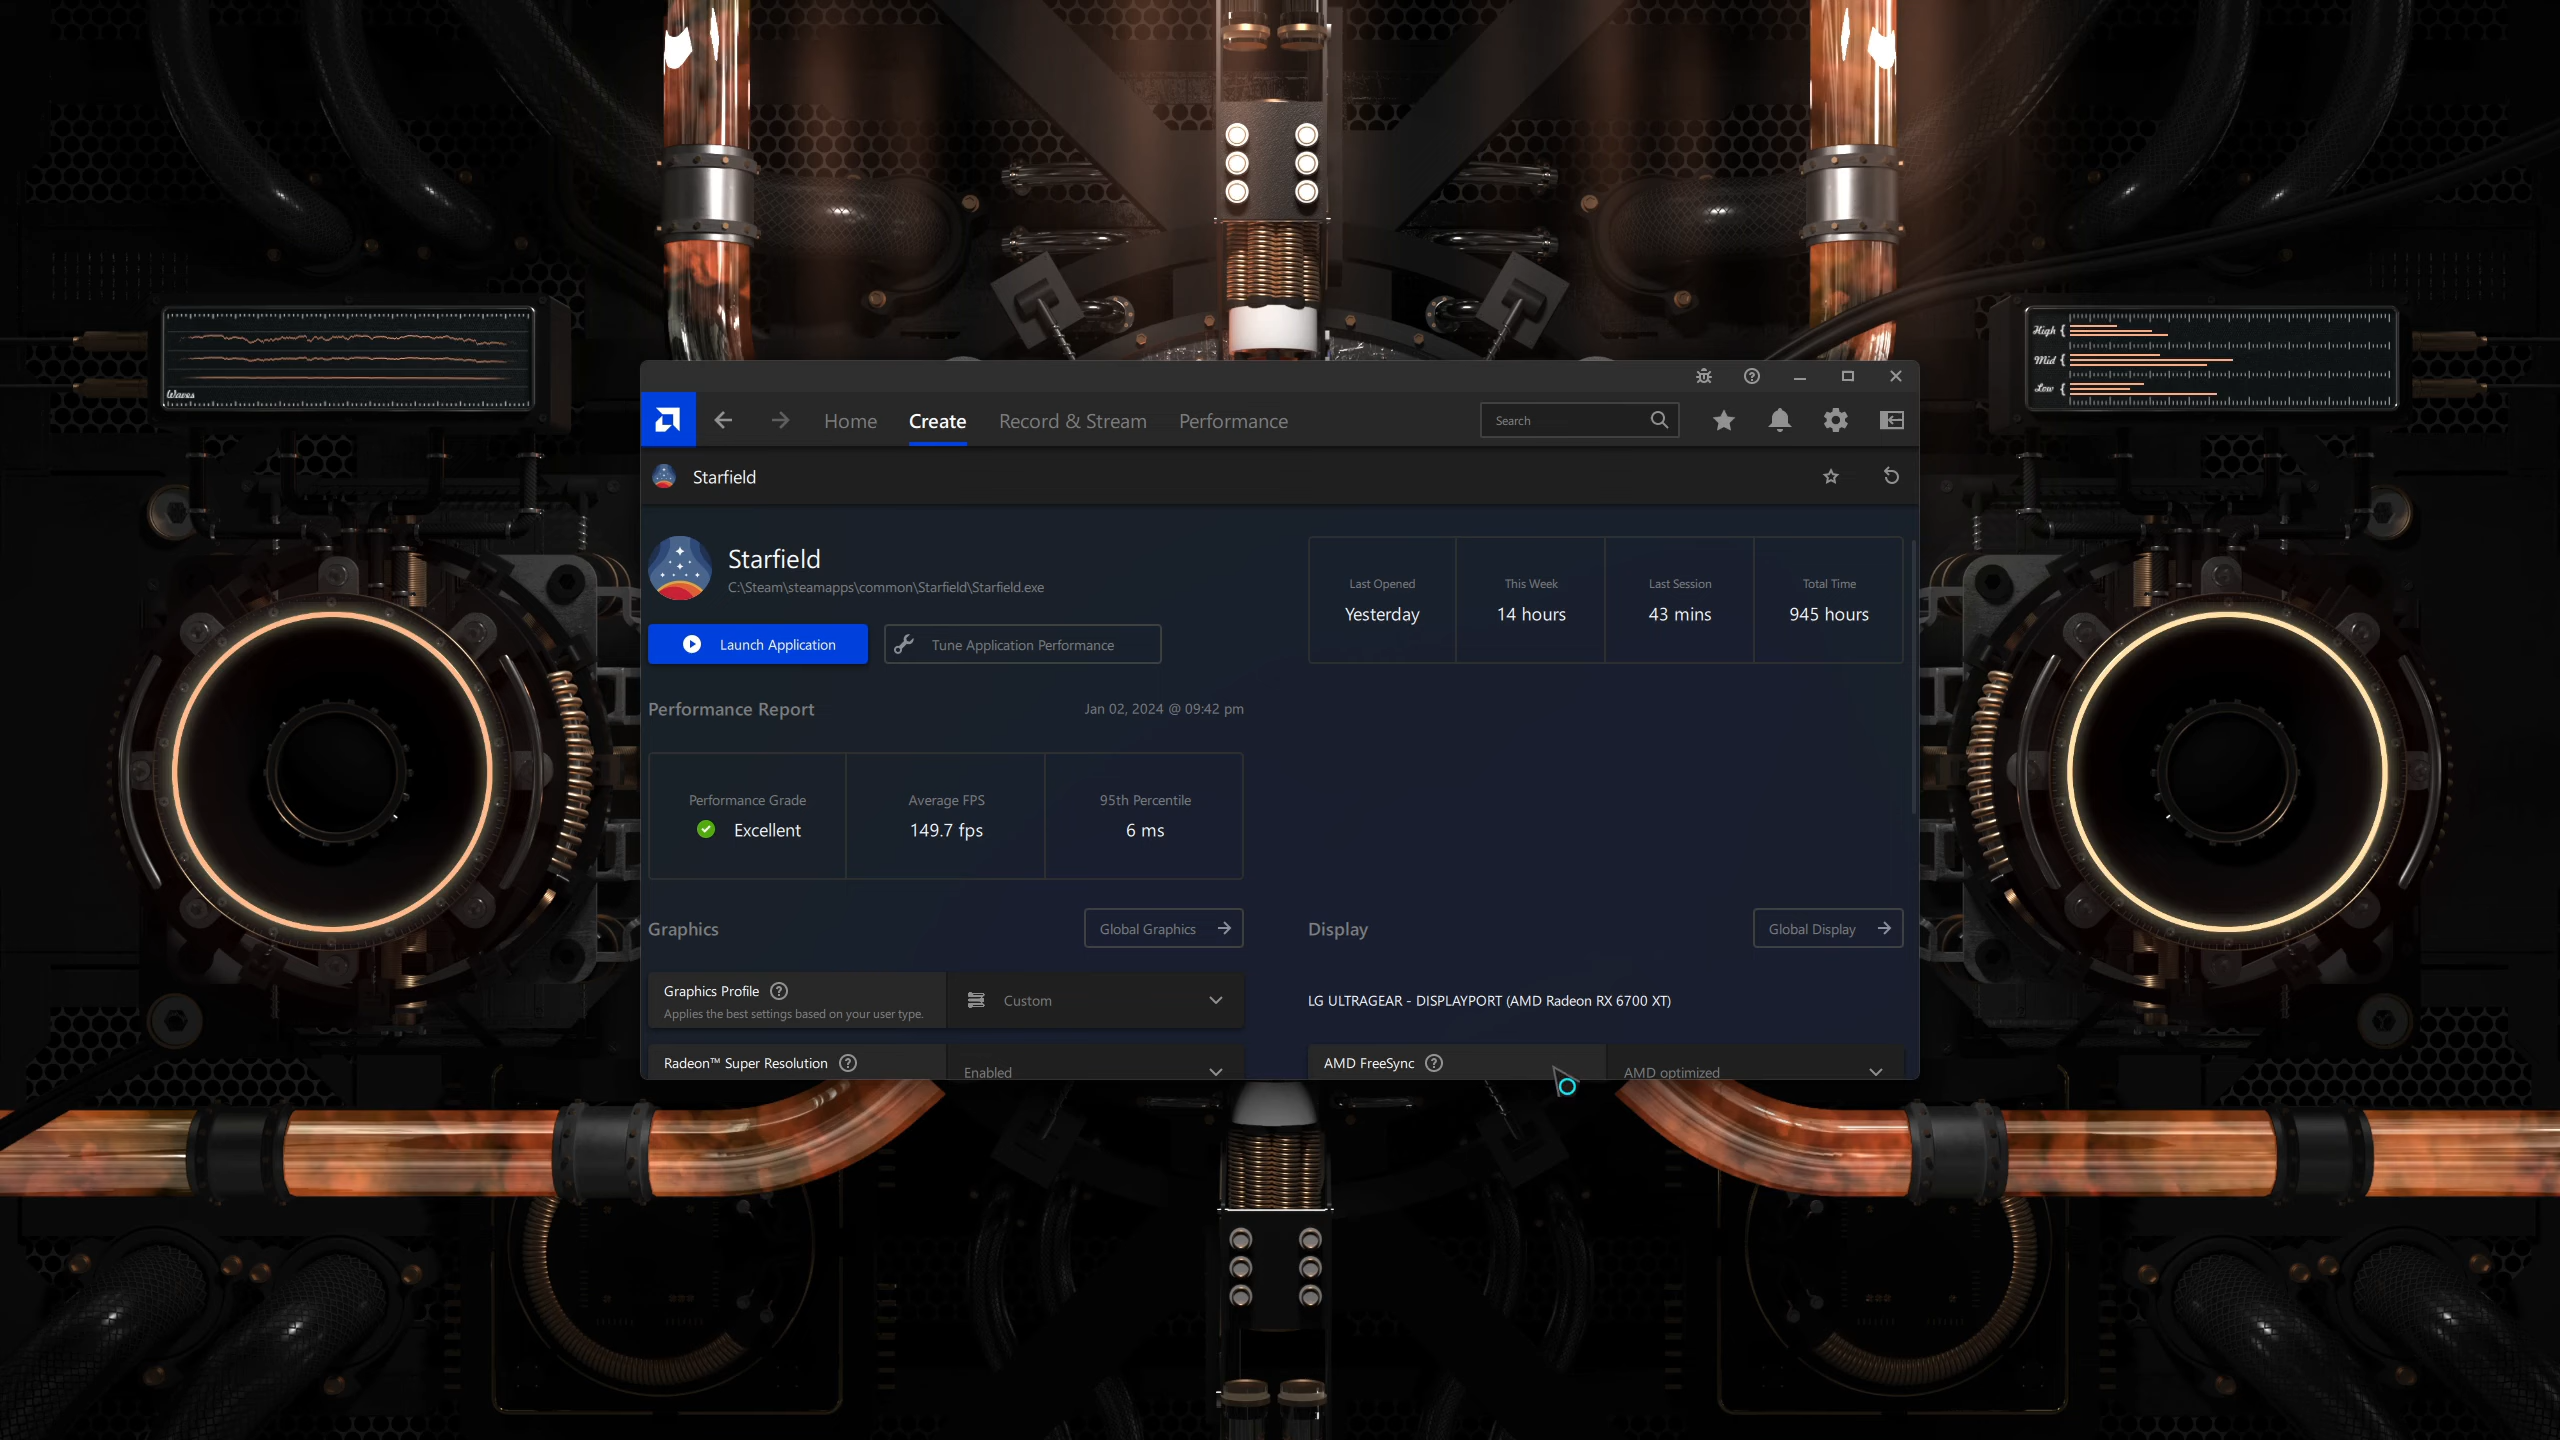 Waves
High {
Mid {
Low {
Home
Create
Record & Stream
Performance
Search
Starfield
Starfield
C:\Steam\steamapps\common\Starfield\Starfield.exe
Last Opened
Yesterday
This Week
14 hours
Last Session
43 mins
Total Time
945 hours
Launch Application
Tune Application Performance
Performance Report
Jan 02, 2024 @ 09:42 pm
Performance Grade
Excellent
Average FPS
149.7 fps
95th Percentile
6 ms
Graphics
Global Graphics
Display
Global Display
Graphics Profile
Applies the best settings based on your user type.
Custom
LG ULTRAGEAR - DISPLAYPORT (AMD Radeon RX 6700 XT)
Radeon™ Super Resolution
Enabled
AMD FreeSync
AMD optimized